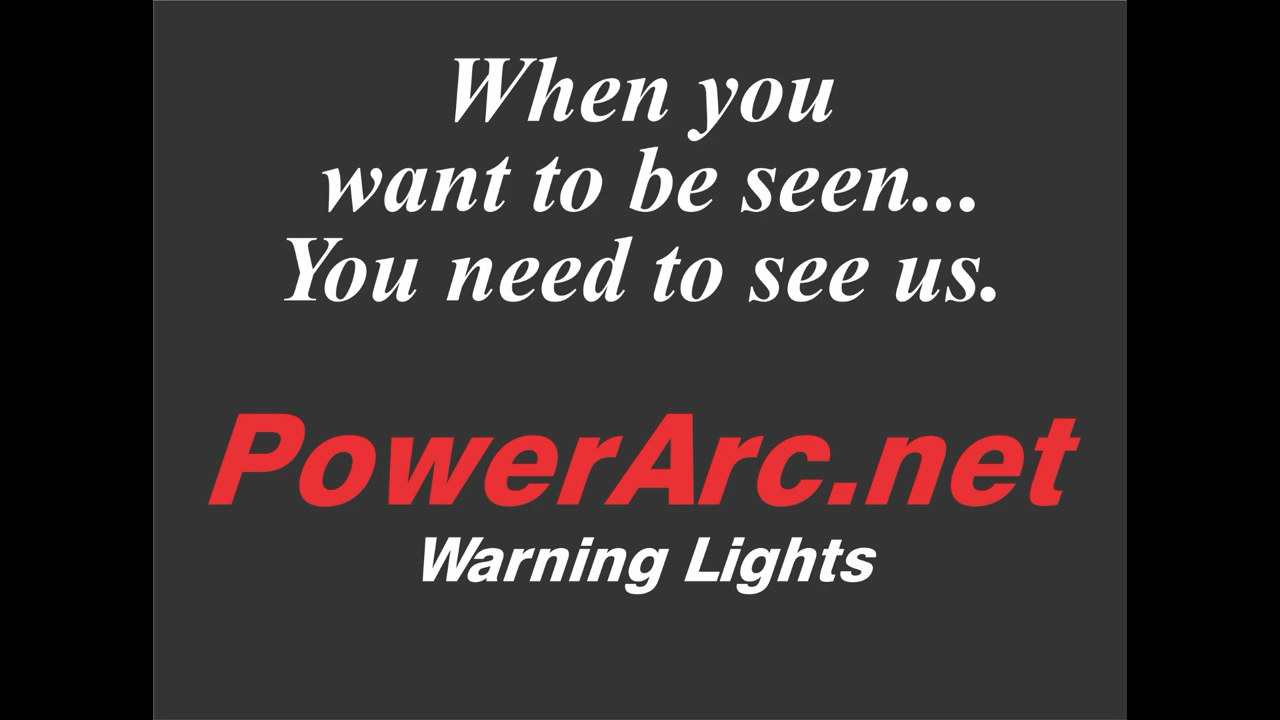 When you
want to be seen...
You need to see us.
PowerArc.net
Warning Lights